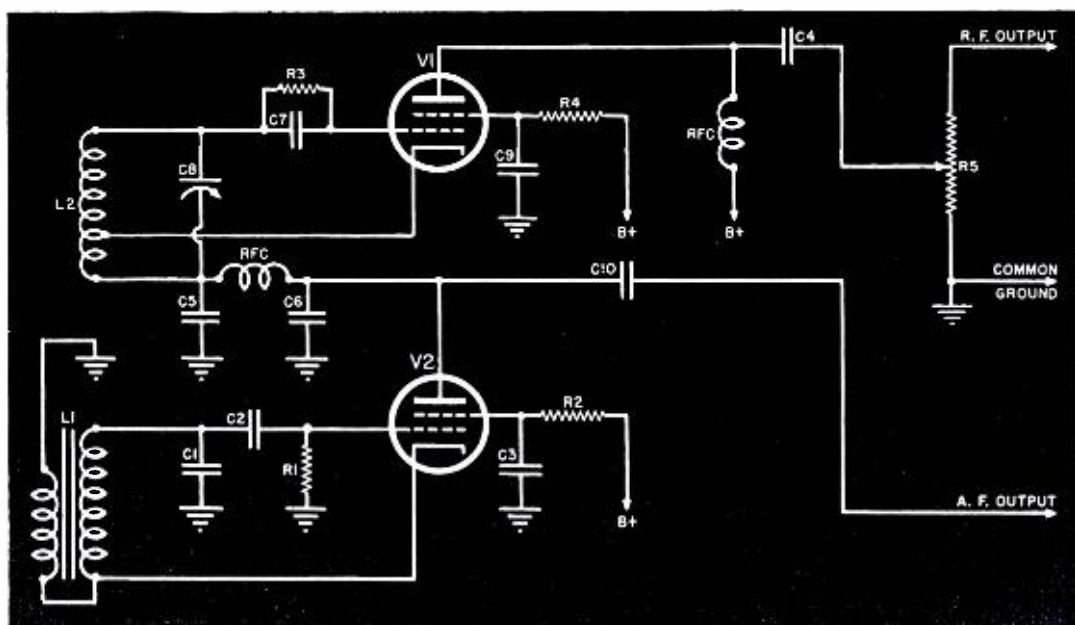 R. F. OUTPUT
C4
V1
R3
C7
R4
RFC
C9
C8
R5
L2
B+
B+
RFC
C10
COMMON
GROUND
C5
C6
V2
L1
C2
R2
C1
R1
C3
B+
A. F. OUTPUT